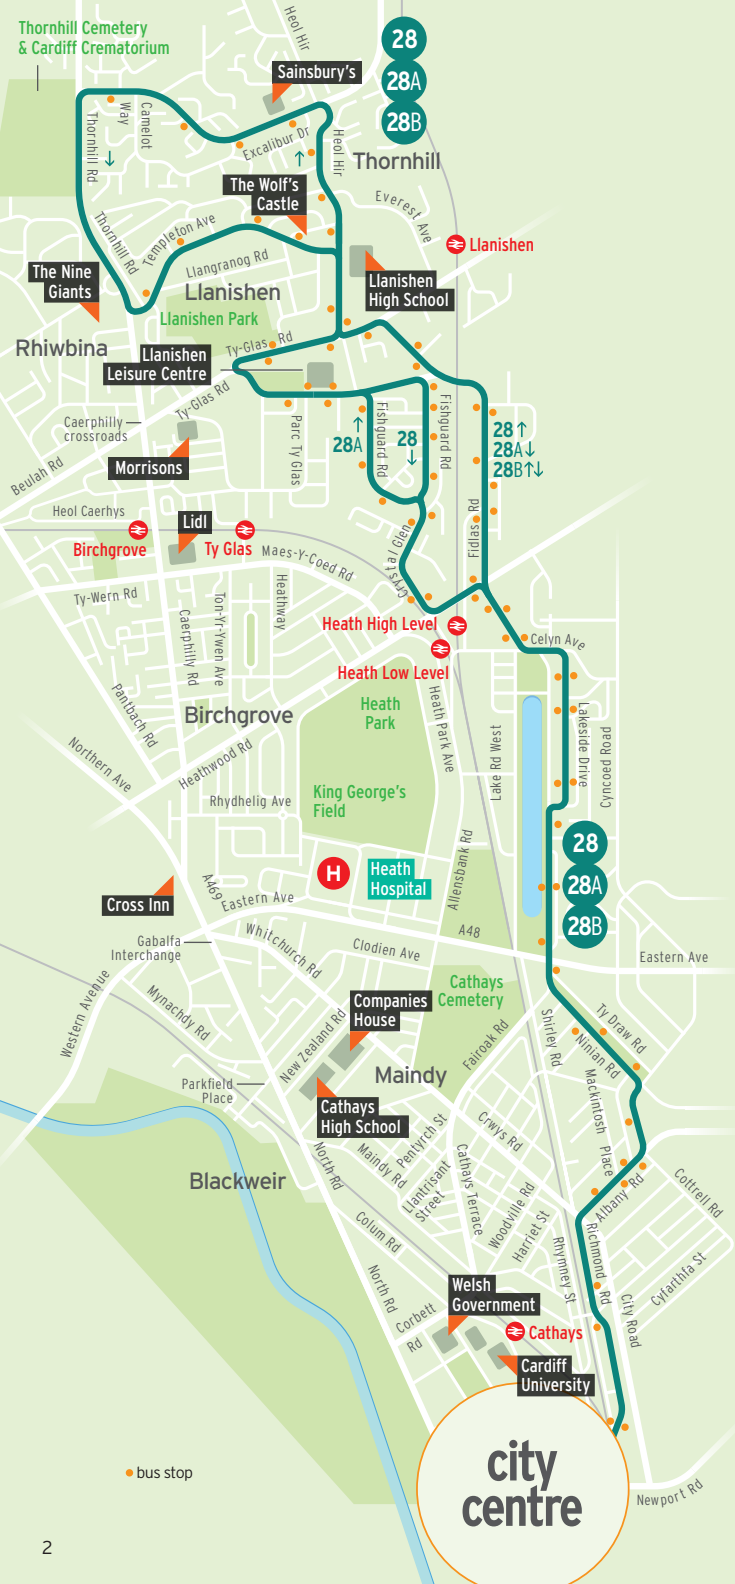 Thornhill Cemetery
& Cardiff Crematorium
Heol Hir
28
28A
28B
Sainsbury's
Way
Camelot
Thornhill Rd
↓
Excalibur Dr
↑
Heol Hir
Thornhill
The Wolf's
Castle
Everest Ave
Llanishen
Thornhill Rd
Templeton Ave
Llangranog Rd
The Nine
Giants
Llanishen
Llanishen
High School
Llanishen Park
Rhiwbina
Ty-Glas Rd
Llanishen
Leisure Centre
Ty-Glas Rd
Caerphilly
crossroads
Parc Ty Glas
↑
28A
Fishguard Rd
28
↓
Fishguard Rd
28↑
28A↓
28B↑↓
Morrisons
Beulah Rd
Heol Caerhys
Lidl
Birchgrove
Ty Glas
Maes-Y-Coed Rd
Crystal Glen
Fidlas Rd
Ty-Wern Rd
Caerphilly Rd
Ton-Yr-Ywen Ave
Heathway
Heath High Level
Heath Low Level
Celyn Ave
Pantbach Rd
Birchgrove
Heath
Park
Heath Park Ave
Lake Rd West
Lakeside Drive
Cyncoed Road
Northern Ave
Heathwood Rd
Rhydhelig Ave
King George's
Field
Allensbank Rd
28
28A
28B
H
Heath
Hospital
Cross Inn
A469
Eastern Ave
Gabalfa
Interchange
Whitchurch Rd
Clodien Ave
A48
Eastern Ave
Western Avenue
Mynachdy Rd
Cathays
Cemetery
Companies
House
New Zealand Rd
Fairoak Rd
Shirley Rd
Ty Draw Rd
Ninian Rd
Maindy
Parkfield
Place
Cathays
High School
Mackintosh Place
Crwys Rd
Pentyrch St
Maindy Rd
North Rd
Llantrisant
Street
Cathays Terrace
Woodville Rd
Harriet St
Albany Rd
Cottrell Rd
Blackweir
Colum Rd
Rhymney St
Richmond Rd
Cyfarthfa St
North Rd
City Road
Welsh
Government
Corbett
Rd
Cathays
Cardiff
University
city
centre
bus stop
Newport Rd
2